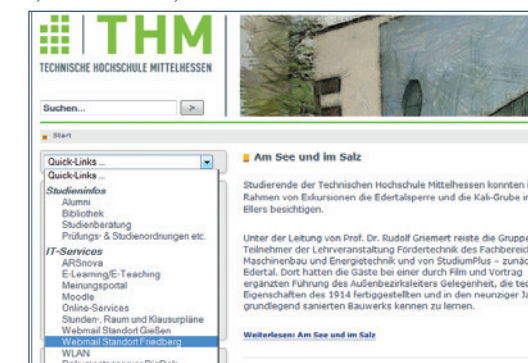 THM
TECHNISCHE HOCHSCHULE MITTELHESSEN
Suchen...
>
Start
Quick-Links ...
Quick-Links ...
Studieninfos
Alumni
Bibliothek
Studienberatung
Prüfungs- & Studienordnungen etc.
IT-Services
ARSnova
E-Learning/E-Teaching
Meinungsportal
Moodle
Online-Services
Stunden-, Raum und Klausurpläne
Webmail Standort Gießen
Webmail Standort Friedberg
WLAN
Am See und im Salz
Studierende der Technischen Hochschule Mittelhessen konnten
Rahmen von Exkursionen die Edertalsperre und die Kali-Grube
Ellers besichtigen.
Unter der Leitung von Prof. Dr. Rudolf Griemert reiste die Gruppe
Teilnehmer der Lehrveranstaltung Fördertechnik des
Maschinenbau und Energietechnik und von StudiumPlus –
Edertal. Dort hatten die Gäste bei einer durch Film und Vortrag
ergänzten Führung des Außenbezirksleiters Gelegenheit, die
Eigenschaften des 1914 fertiggestellten und in den neunziger
grundlegend sanierten Bauwerks kennen zu lernen.
Weiterlesen: Am See und im Salz